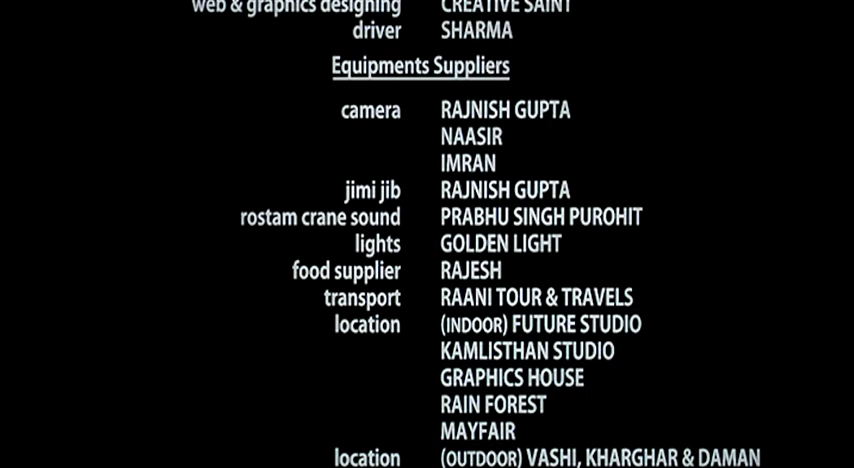 web & graphics designing CREATIVE SAINT
driver SHARMA
Equipments Suppliers
camera RAJNISH GUPTA
NAASIR
IMRAN
jimi jib RAJNISH GUPTA
rostam crane sound PRABHU SINGH PUROHIT
lights GOLDEN LIGHT
food supplier RAJESH
transport RAANI TOUR & TRAVELS
location (INDOOR) FUTURE STUDIO
KAMLISTHAN STUDIO
GRAPHICS HOUSE
RAIN FOREST
MAYFAIR
location (OUTDOOR) VASHI, KHARGHAR & DAMAN